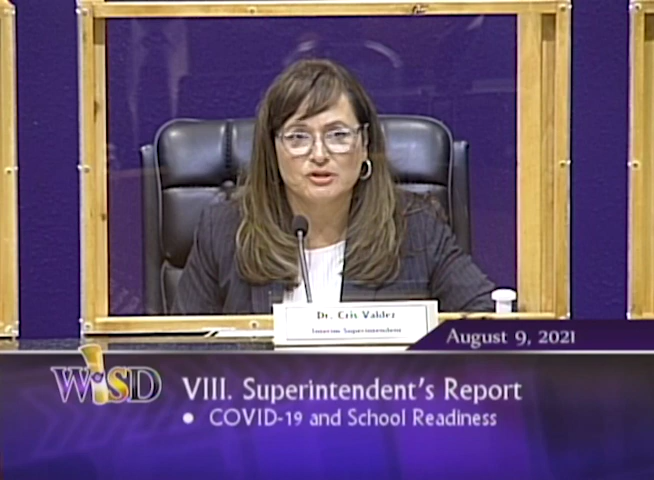 Dr. Cris Valdez
Interim Superintendent
August 9, 2021
WISD
VIII. Superintendent's Report
• COVID-19 and School Readiness